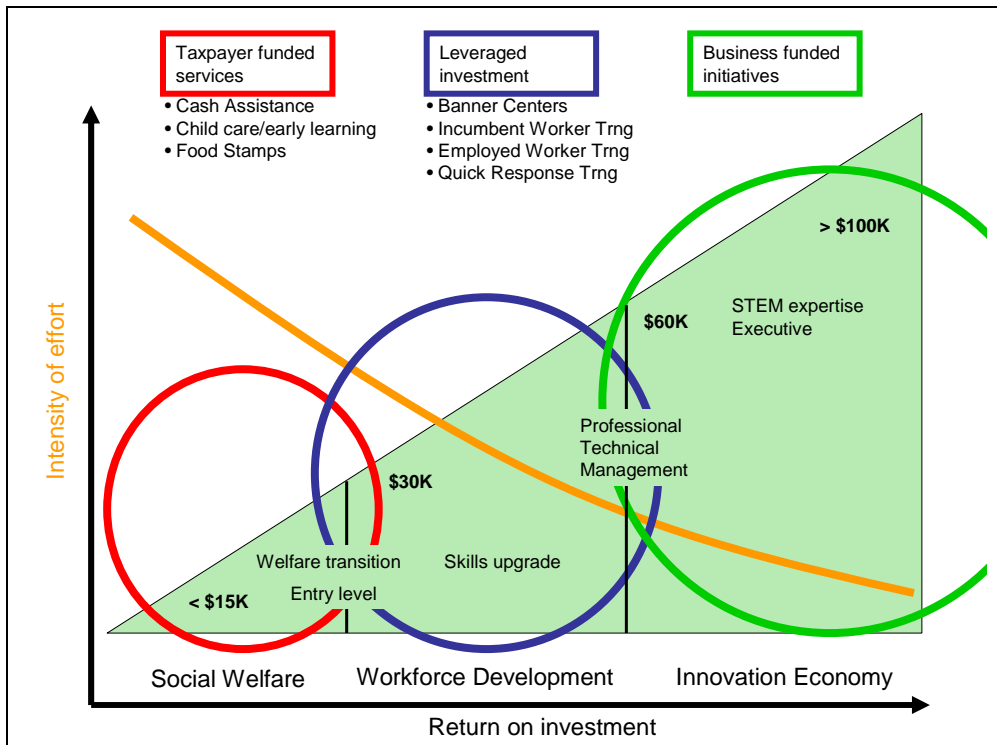 Taxpayer funded
services
• Cash Assistance
• Child care/early learning
• Food Stamps
Leveraged
investment
• Banner Centers
• Incumbent Worker Trng
• Employed Worker Trng
• Quick Response Trng
Business funded
initiatives
Intensity of effort
> $100K
STEM expertise
Executive
$60K
Professional
Technical
Management
$30K
Skills upgrade
Welfare transition
Entry level
< $15K
Social Welfare
Workforce Development
Innovation Economy
Return on investment